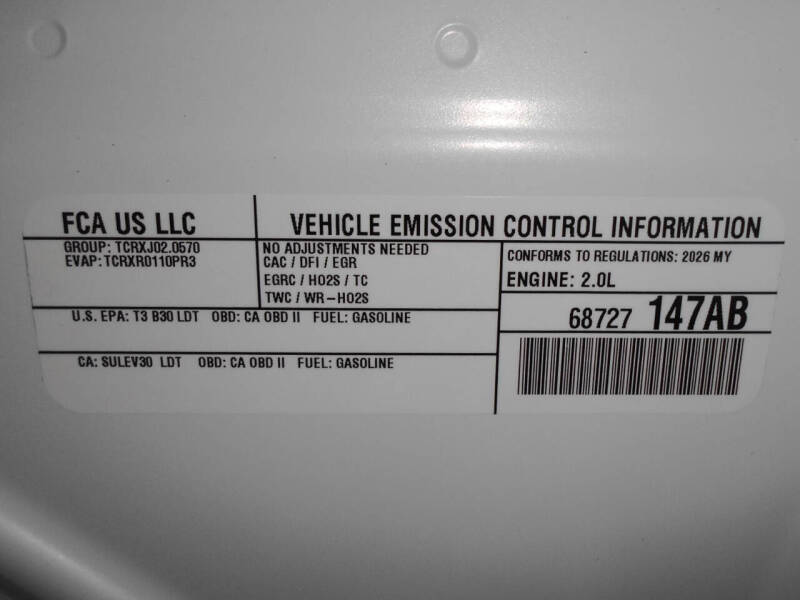 FCA US LLC
VEHICLE EMISSION CONTROL INFORMATION
GROUP: TCRXJ02.0570
EVAP: TCRXR0110PR3
NO ADJUSTMENTS NEEDED
CAC / DFI / EGR
EGRC / HO2S / TC
TWC / WR-HO2S
CONFORMS TO REGULATIONS: 2026 MY
ENGINE: 2.0L
U.S. EPA: T3 B30 LDT OBD: CA OBD II FUEL: GASOLINE
68727 147AB
CA: SULEV30 LDT OBD: CA OBD II FUEL: GASOLINE